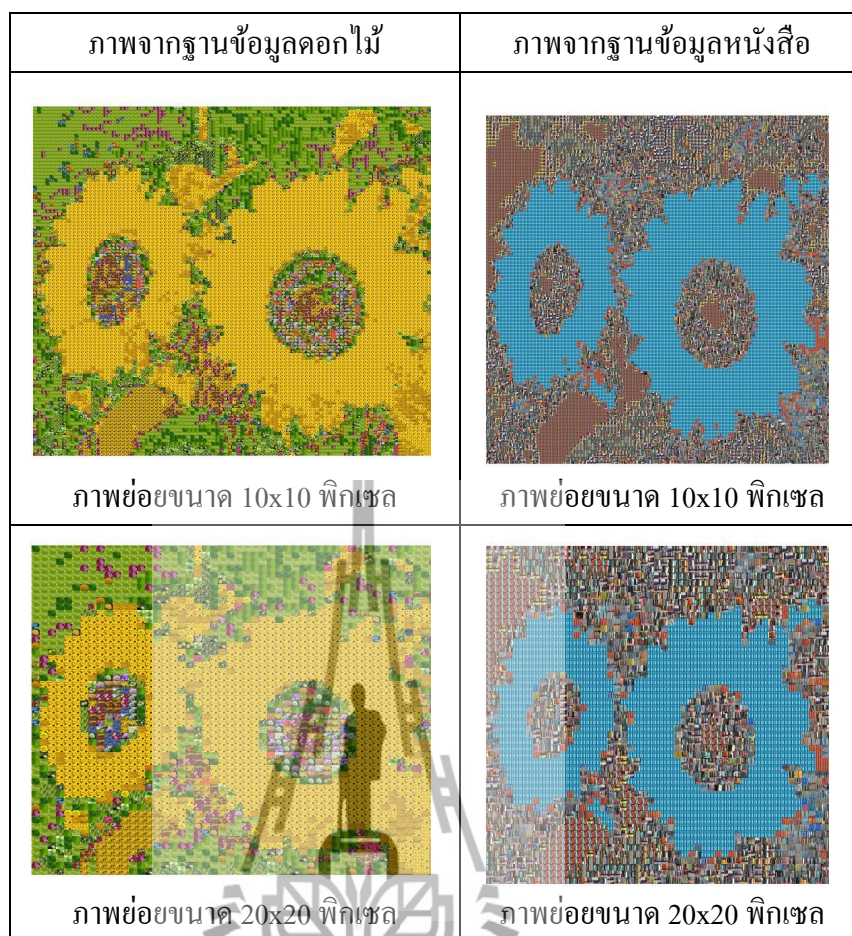 ภาพจากฐานข้อมูลดอกไม้
ภาพจากฐานข้อมูลหนังสือ
ภาพย่อยขนาด 10x10 พิกเซล
ภาพย่อยขนาด 10x10 พิกเซล
ภาพย่อยขนาด 20x20 พิกเซล
ภาพย่อยขนาด 20x20 พิกเซล